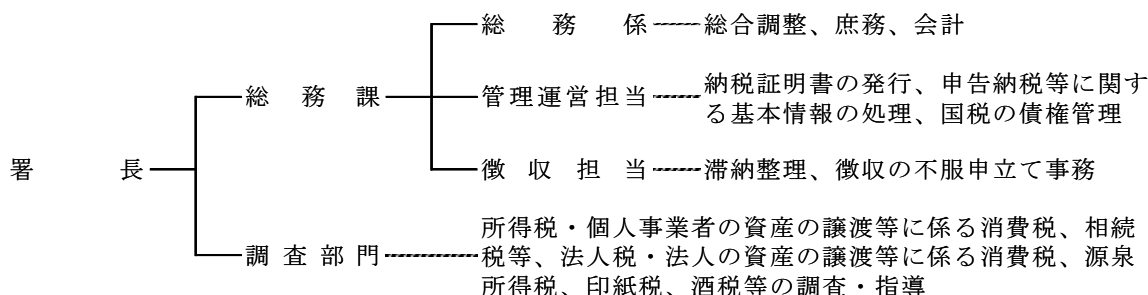 署長
総務課
総務係
総合調整、庶務、会計
管理運営担当
納税証明書の発行、申告納税等に関す
る基本情報の処理、国税の債権管理
徴収担当
滞納整理、徴収の不服申立て事務
調査部門
所得税・個人事業者の資産の譲渡等に係る消費税、相続
税等、法人税・法人の資産の譲渡等に係る消費税、源泉
所得税、印紙税、酒税等の調査・指導